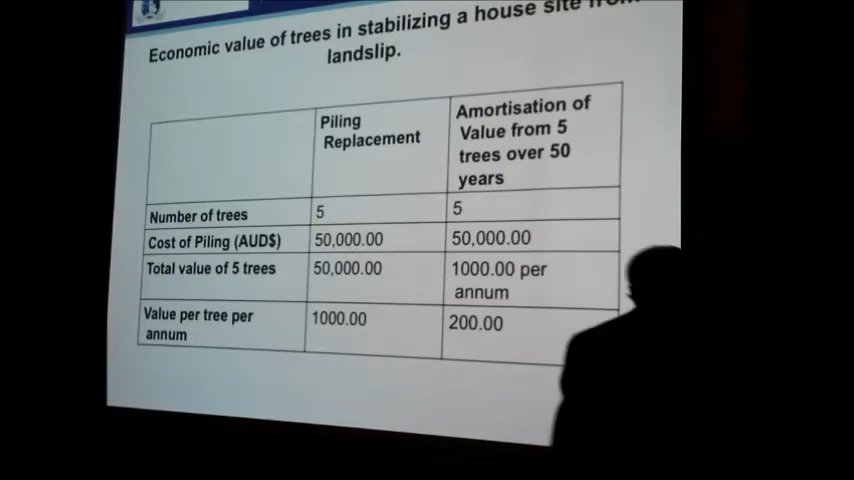 Economic value of trees in stabilizing a house site from
landslip.
Piling
Replacement
Amortisation of
Value from 5
trees over 50
years
Number of trees
5
5
Cost of Piling (AUD$)
50,000.00
50,000.00
Total value of 5 trees
50,000.00
1000.00 per
annum
Value per tree per
annum
1000.00
200.00